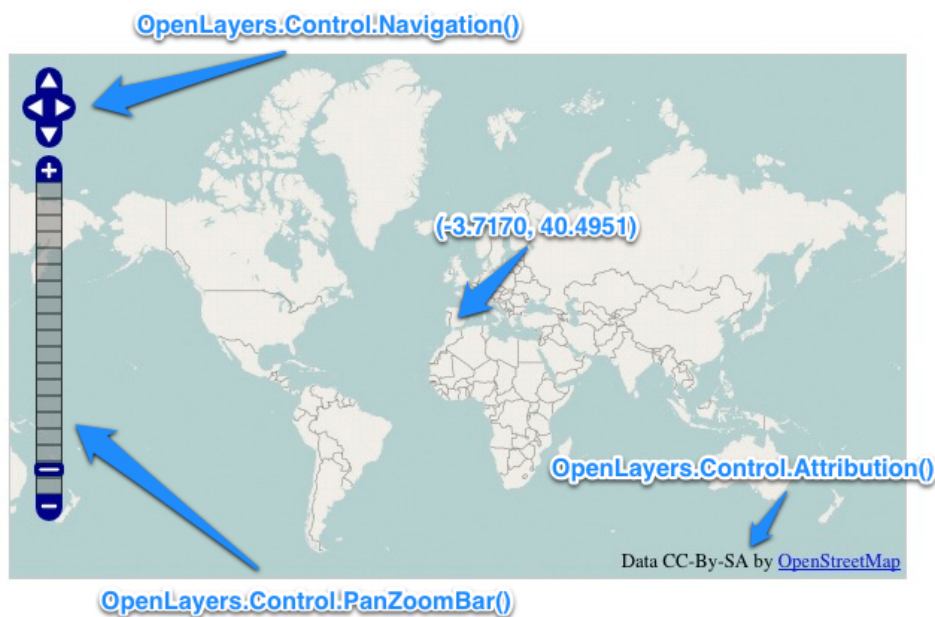 OpenLayers.Control.Navigation()
(-3.7170, 40.4951)
OpenLayers.Control.Attribution()
Data CC-By-SA by OpenStreetMap
OpenLayers.Control.PanZoomBar()